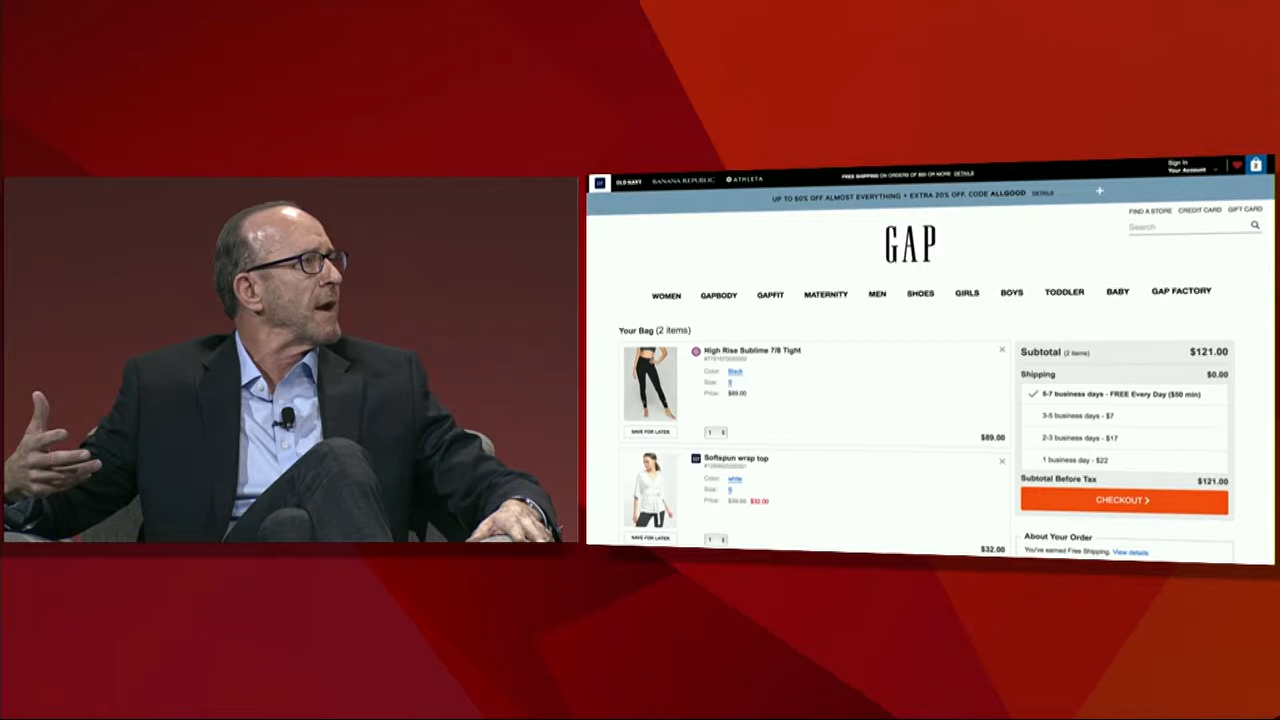 OLD NAVY BANANA REPUBLIC ATHLETA FREE SHIPPING ON ORDERS OF $50 OR MORE DETAILS Sign In
Your Account
2
UP TO 50% OFF ALMOST EVERYTHING + EXTRA 20% OFF, CODE ALLGOOD DETAILS
FIND A STORE CREDIT CARD GIFT CARD
Search
GAP
WOMEN GAPBODY GAPFIT MATERNITY MEN SHOES GIRLS BOYS TODDLER BABY GAP FACTORY
Your Bag (2 items)
High Rise Sublime 7/8 Tight
Color: Black
Size: S
Price: $89.00
SAVE FOR LATER
1
$89.00
Softspun wrap top
Color: white
Size: S
Price: $39.95 $32.00
SAVE FOR LATER
1
$32.00
Subtotal (2 items) $121.00
Shipping $0.00
5-7 business days - FREE Every Day ($50 min)
3-5 business days - $7
2-3 business days - $17
1 business day - $22
Subtotal Before Tax $121.00
CHECKOUT
About Your Order
You've earned Free Shipping. View details